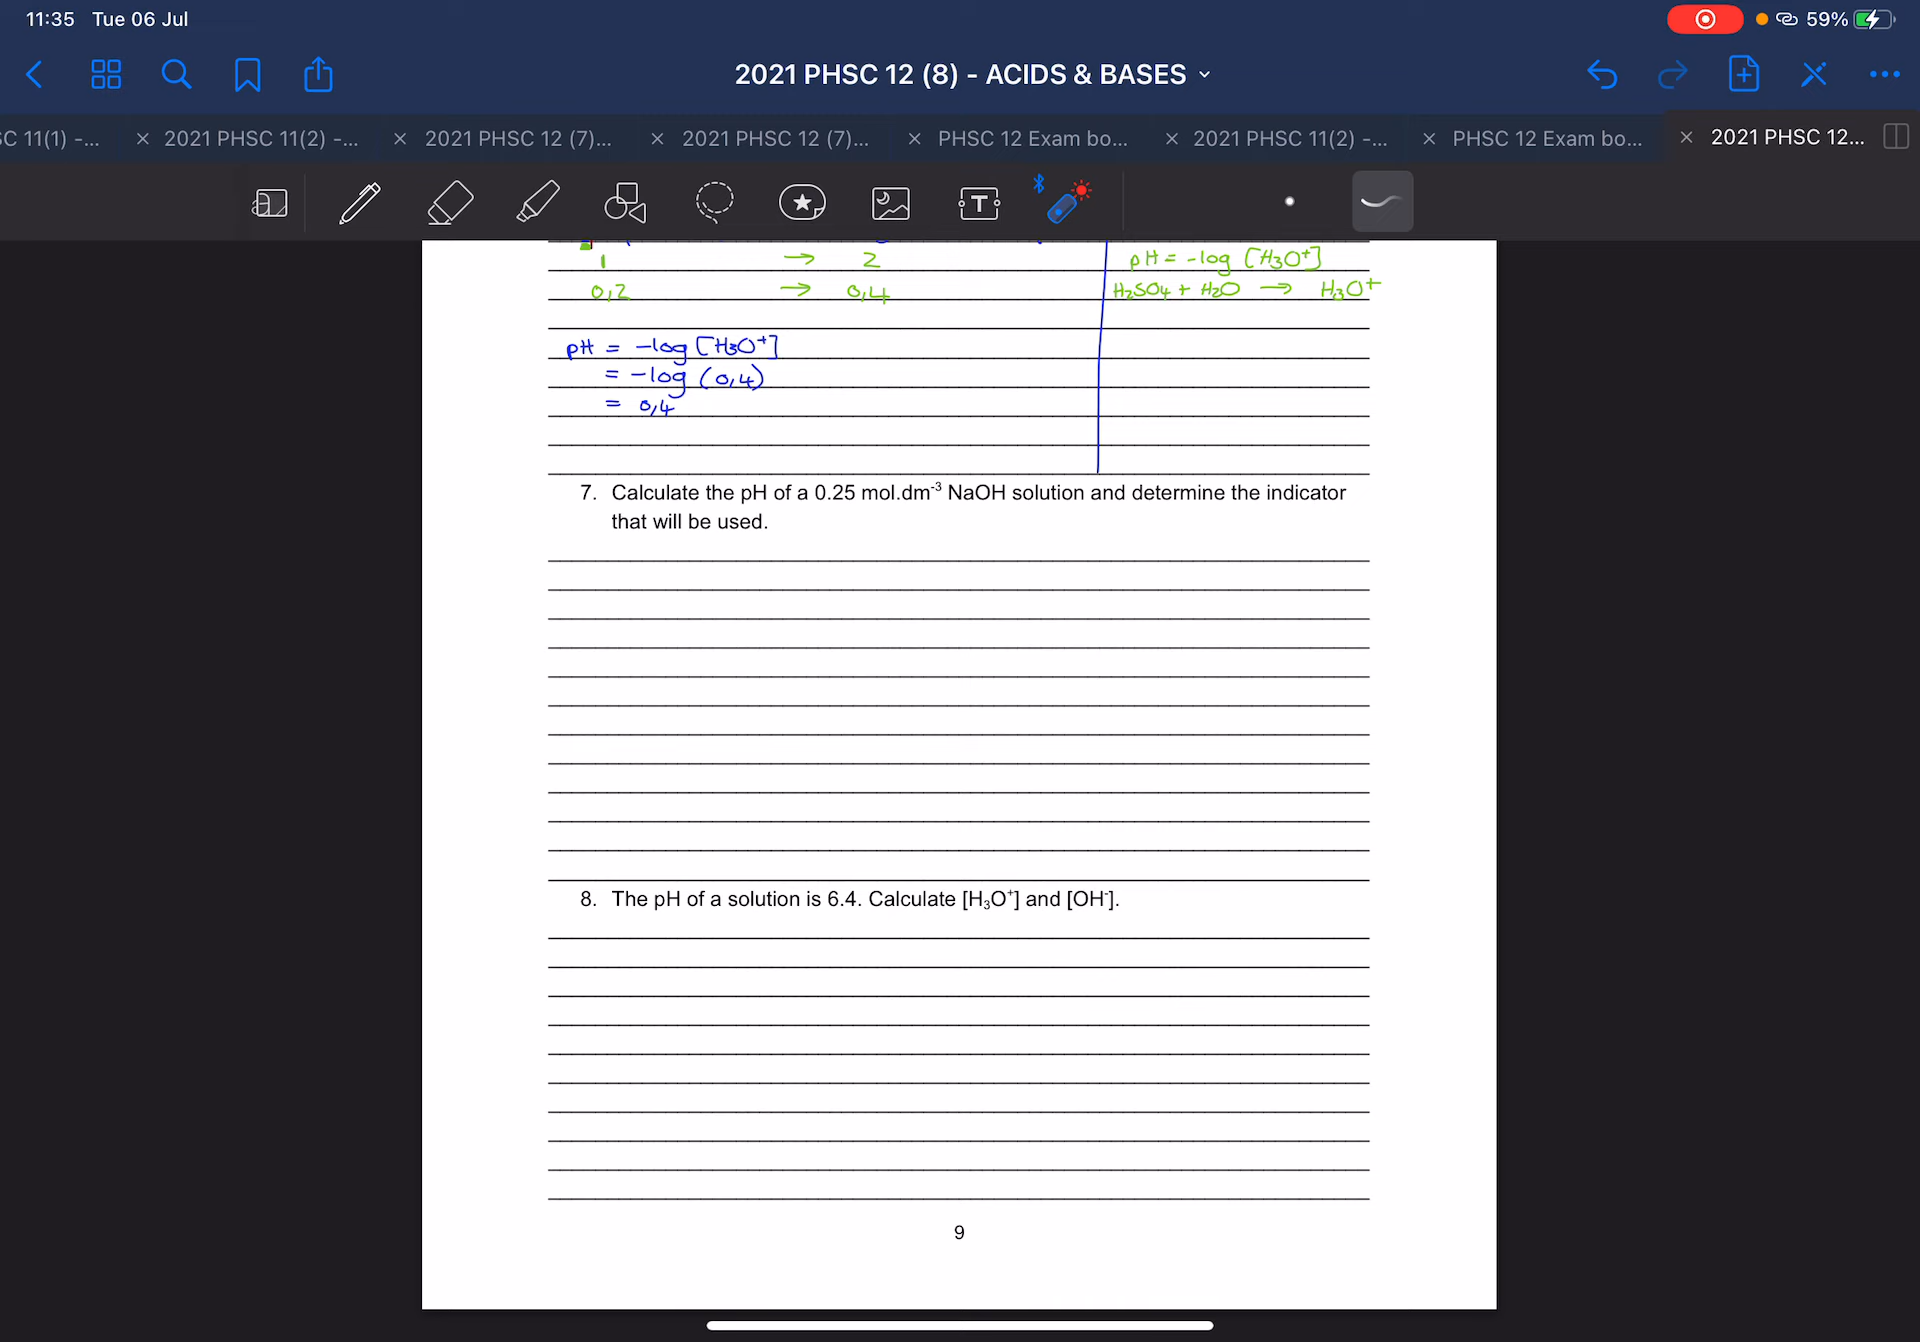 11:35 Tue 06 Jul 59%
2021 PHSC 12 (8) - ACIDS & BASES
SC 11(1) -... 2021 PHSC 11(2) -... 2021 PHSC 12 (7)... 2021 PHSC 12 (7)... PHSC 12 Exam bo... 2021 PHSC 11(2) -... PHSC 12 Exam bo... 2021 PHSC 12...
1 → 2
0,2 → 0,4
pH = -log [H₃O⁺]
H₂SO₄ + H₂O → H₃O⁺
pH = -log [H₃O⁺]
= -log (0,4)
= 0,4
7. Calculate the pH of a 0.25 mol.dm⁻³ NaOH solution and determine the indicator
that will be used.
8. The pH of a solution is 6.4. Calculate [H₃O⁺] and [OH⁻].
9